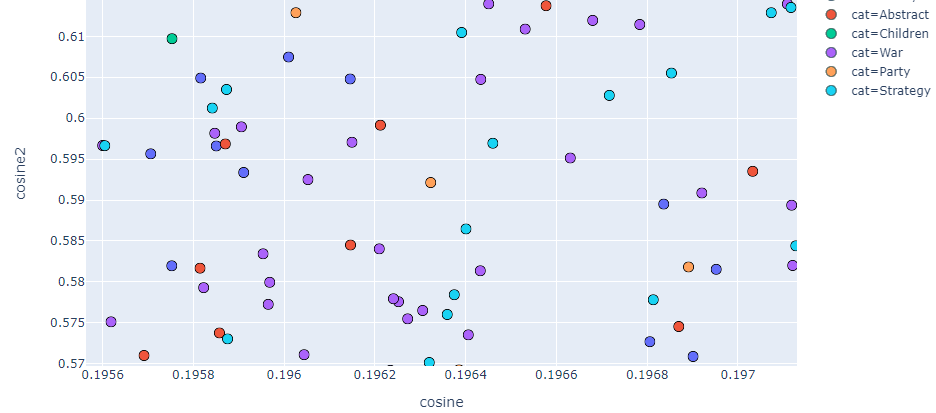 cat=Abstract
cat=Children
cat=War
cat=Party
cat=Strategy
0.61
0.605
0.6
0.595
0.59
0.585
0.58
0.575
0.57
cosine2
0.1956
0.1958
0.196
0.1962
0.1964
0.1966
0.1968
0.197
cosine